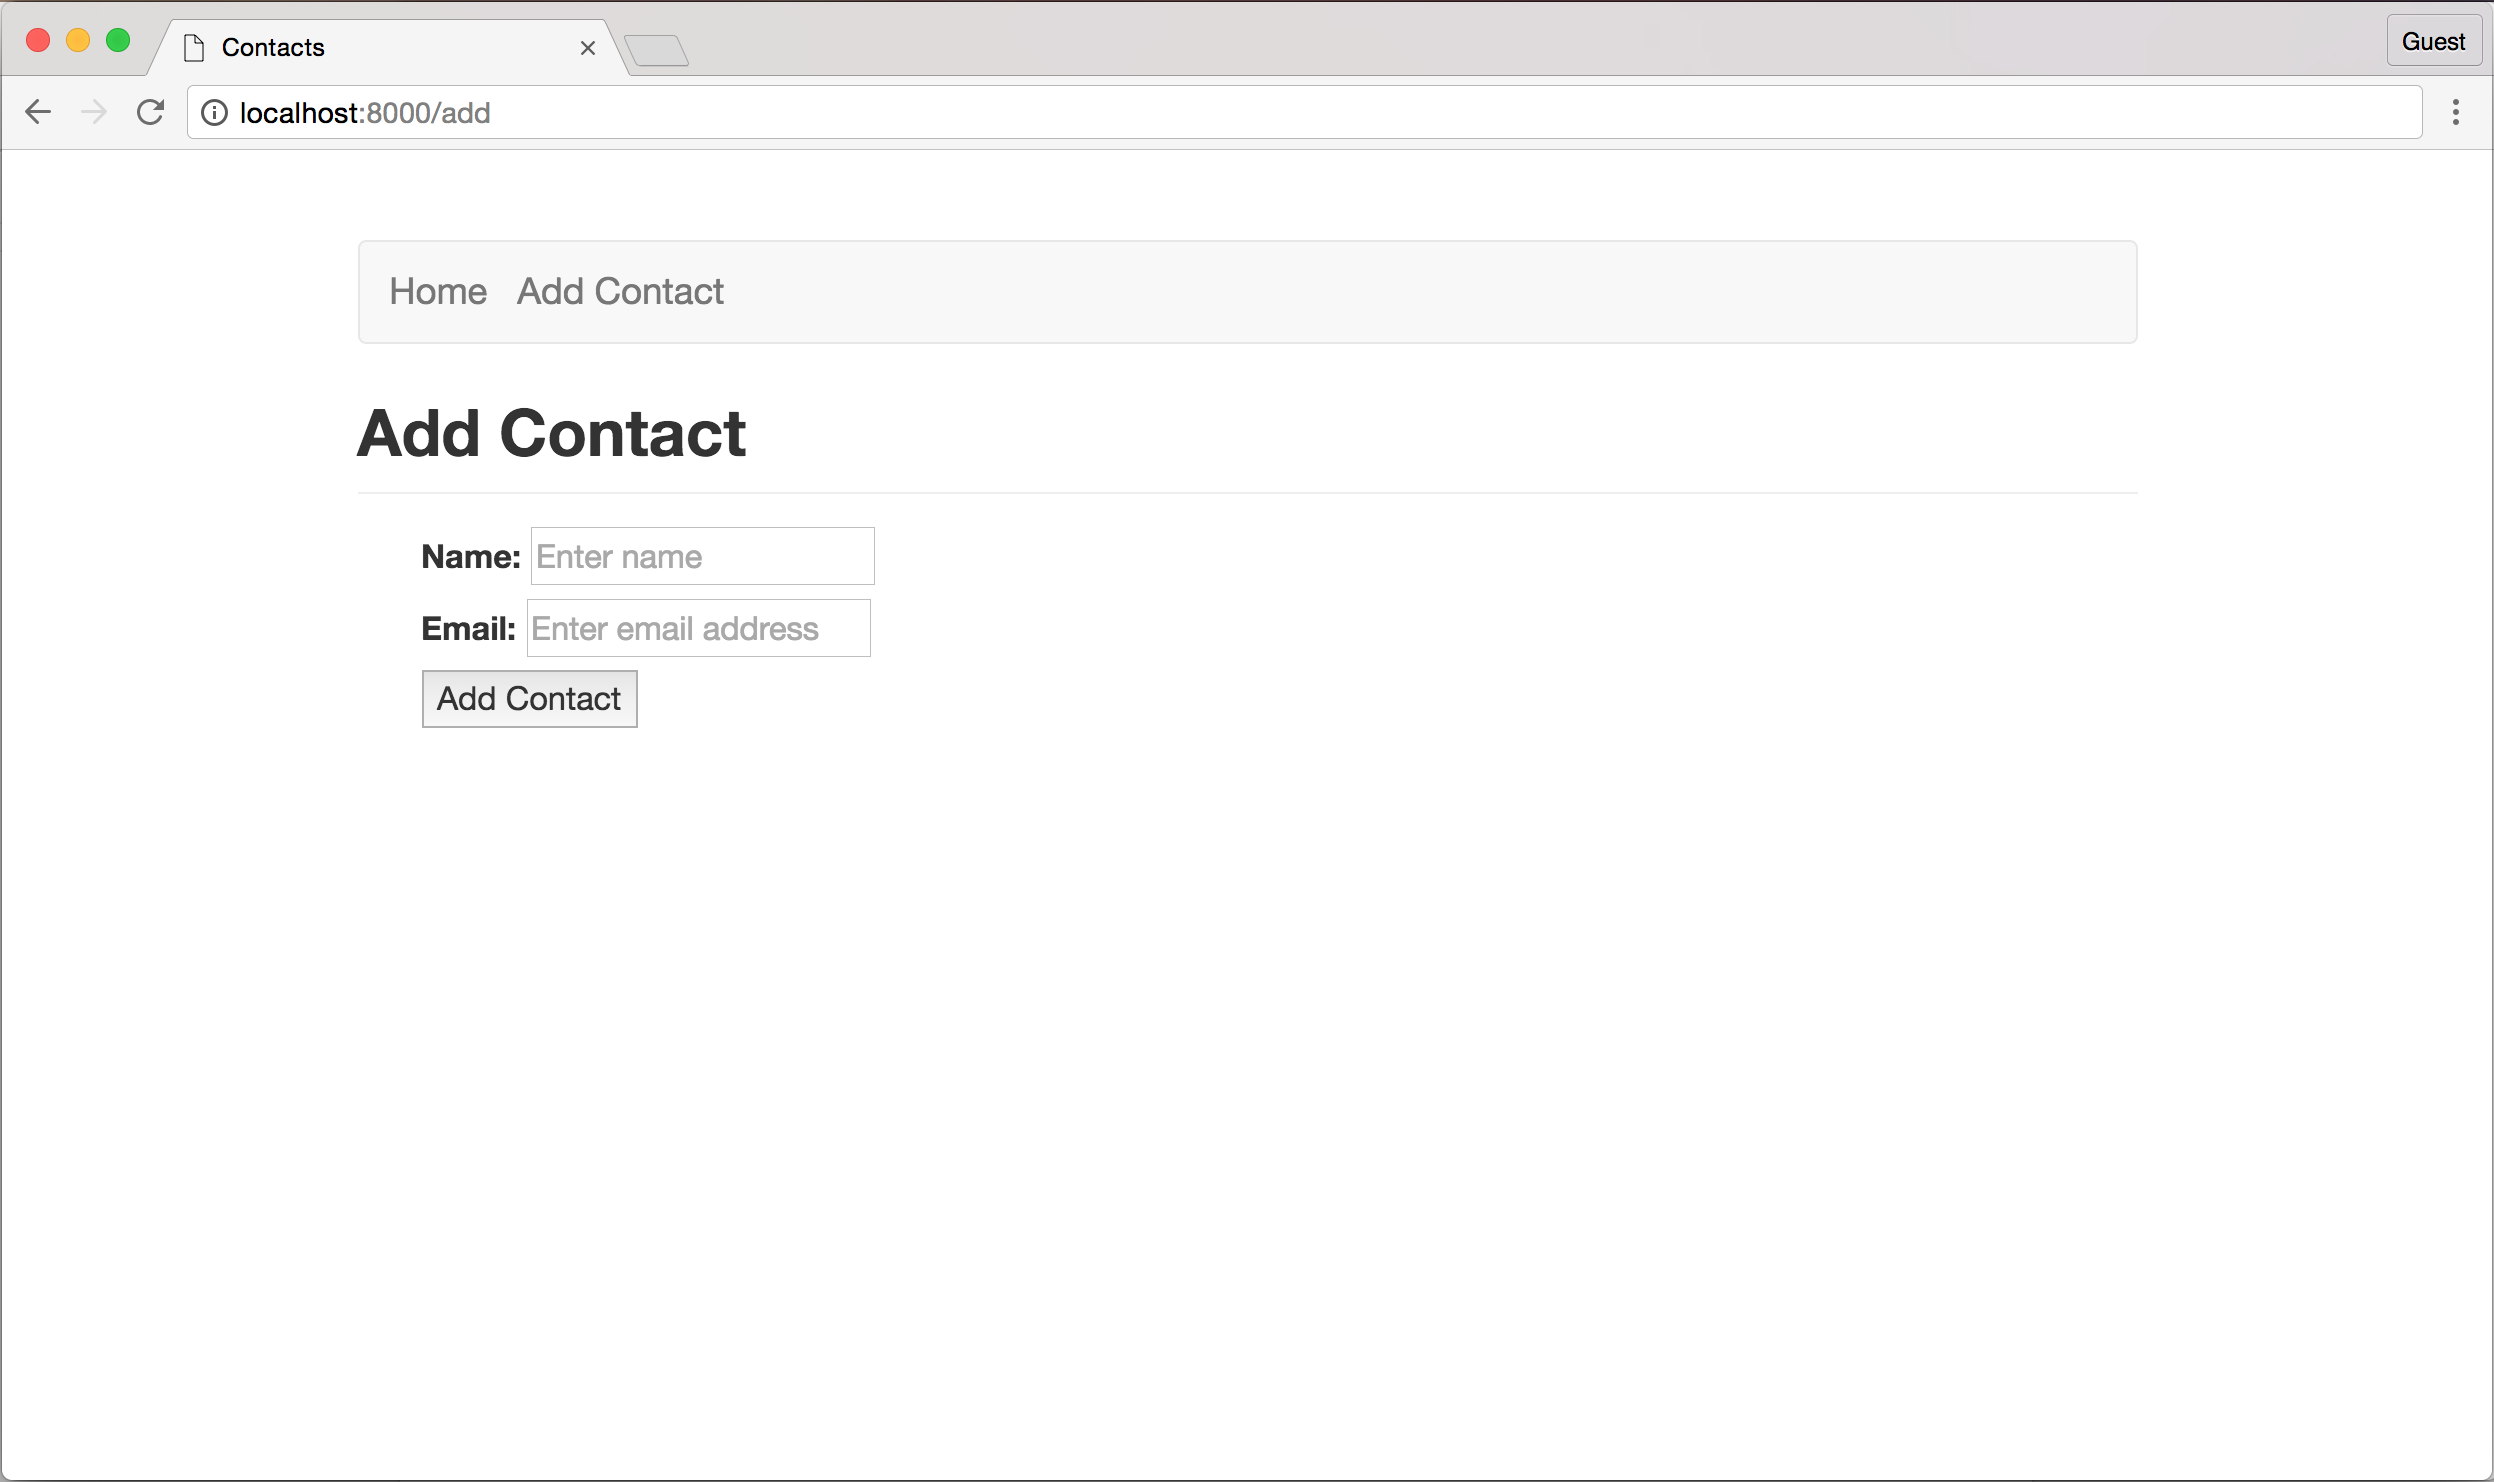 Contacts
Guest
localhost:8000/add
Home Add Contact
Add Contact
Name: Enter name
Email: Enter email address
Add Contact